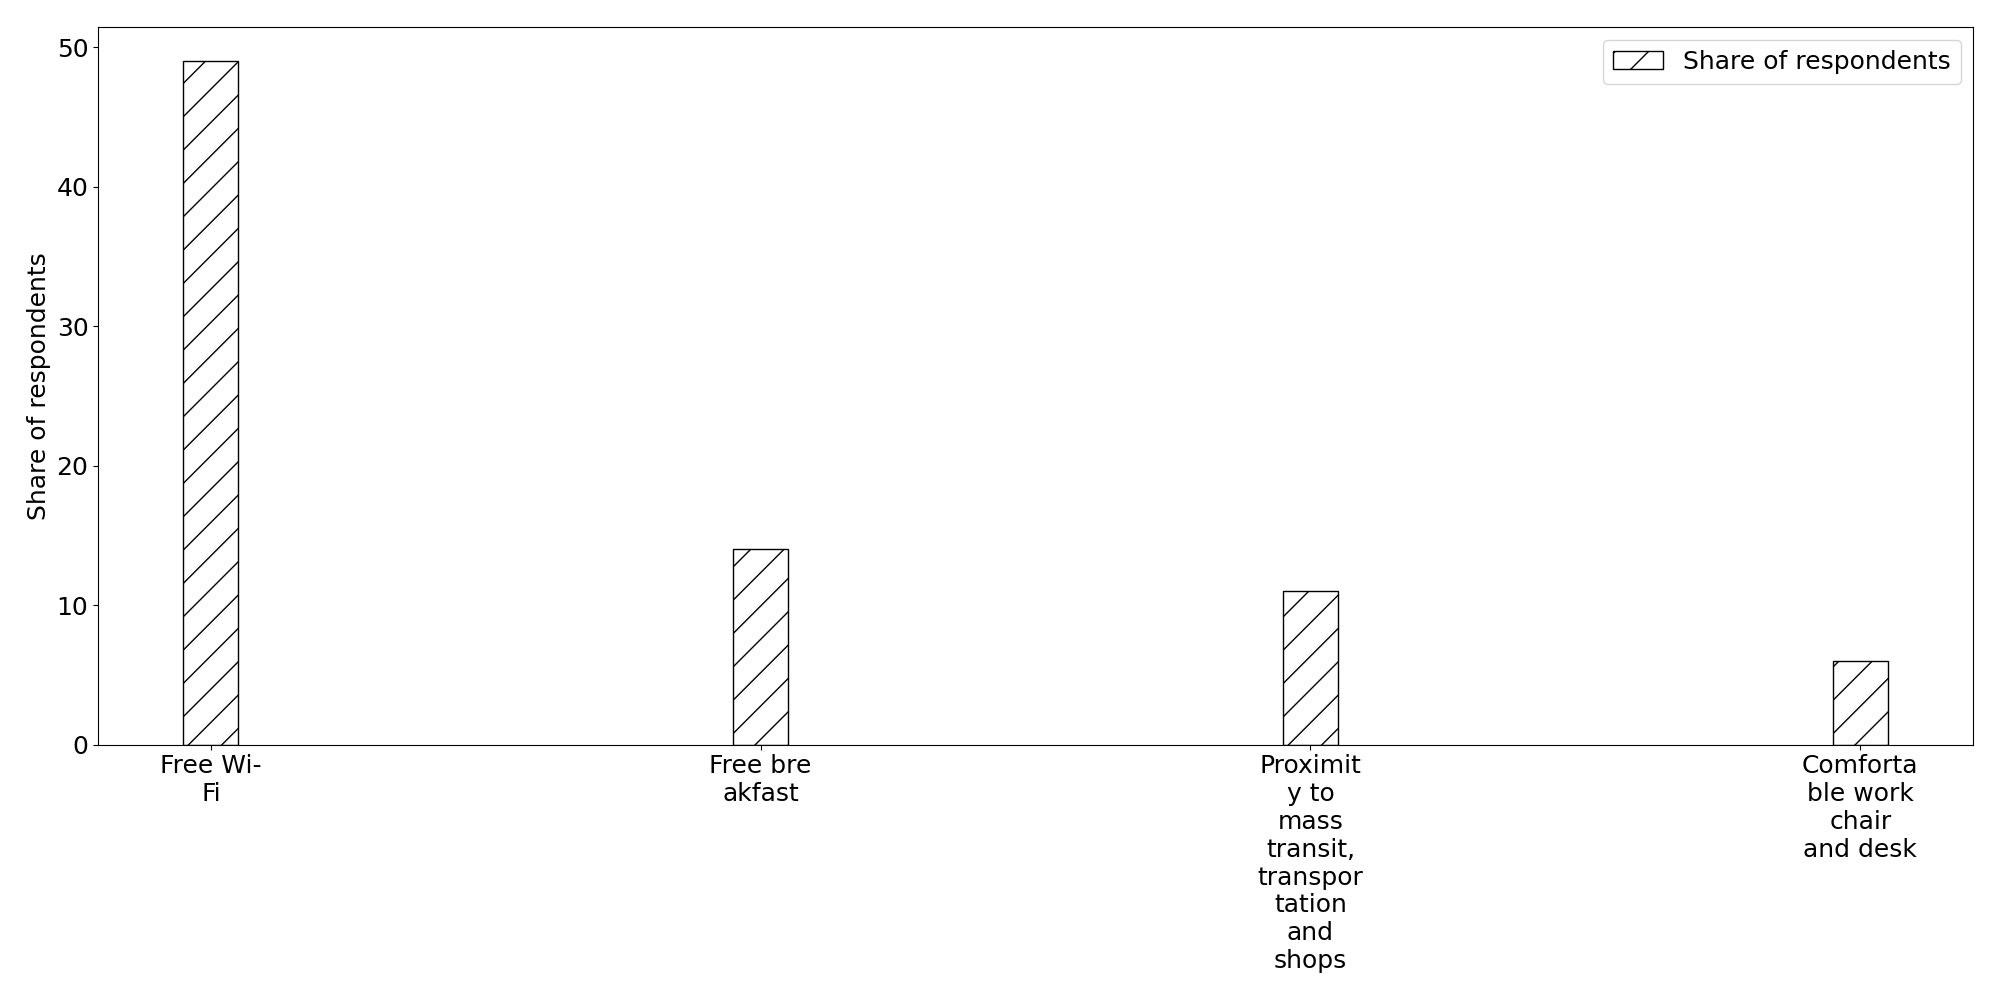 50
40
30
20
10
0
Share of respondents
Share of respondents
Free Wi-
Fi
Free bre
akfast
Proximit
y to
mass
transit,
transpor
tation
and
shops
Comforta
ble work
chair
and desk